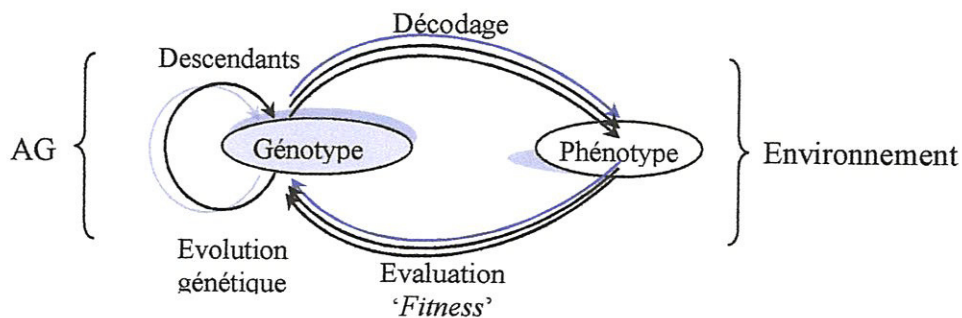 Décodage
Descendants
AG
Génotype
Phénotype
Environnement
Evolution
génétique
Evaluation
‘Fitness’